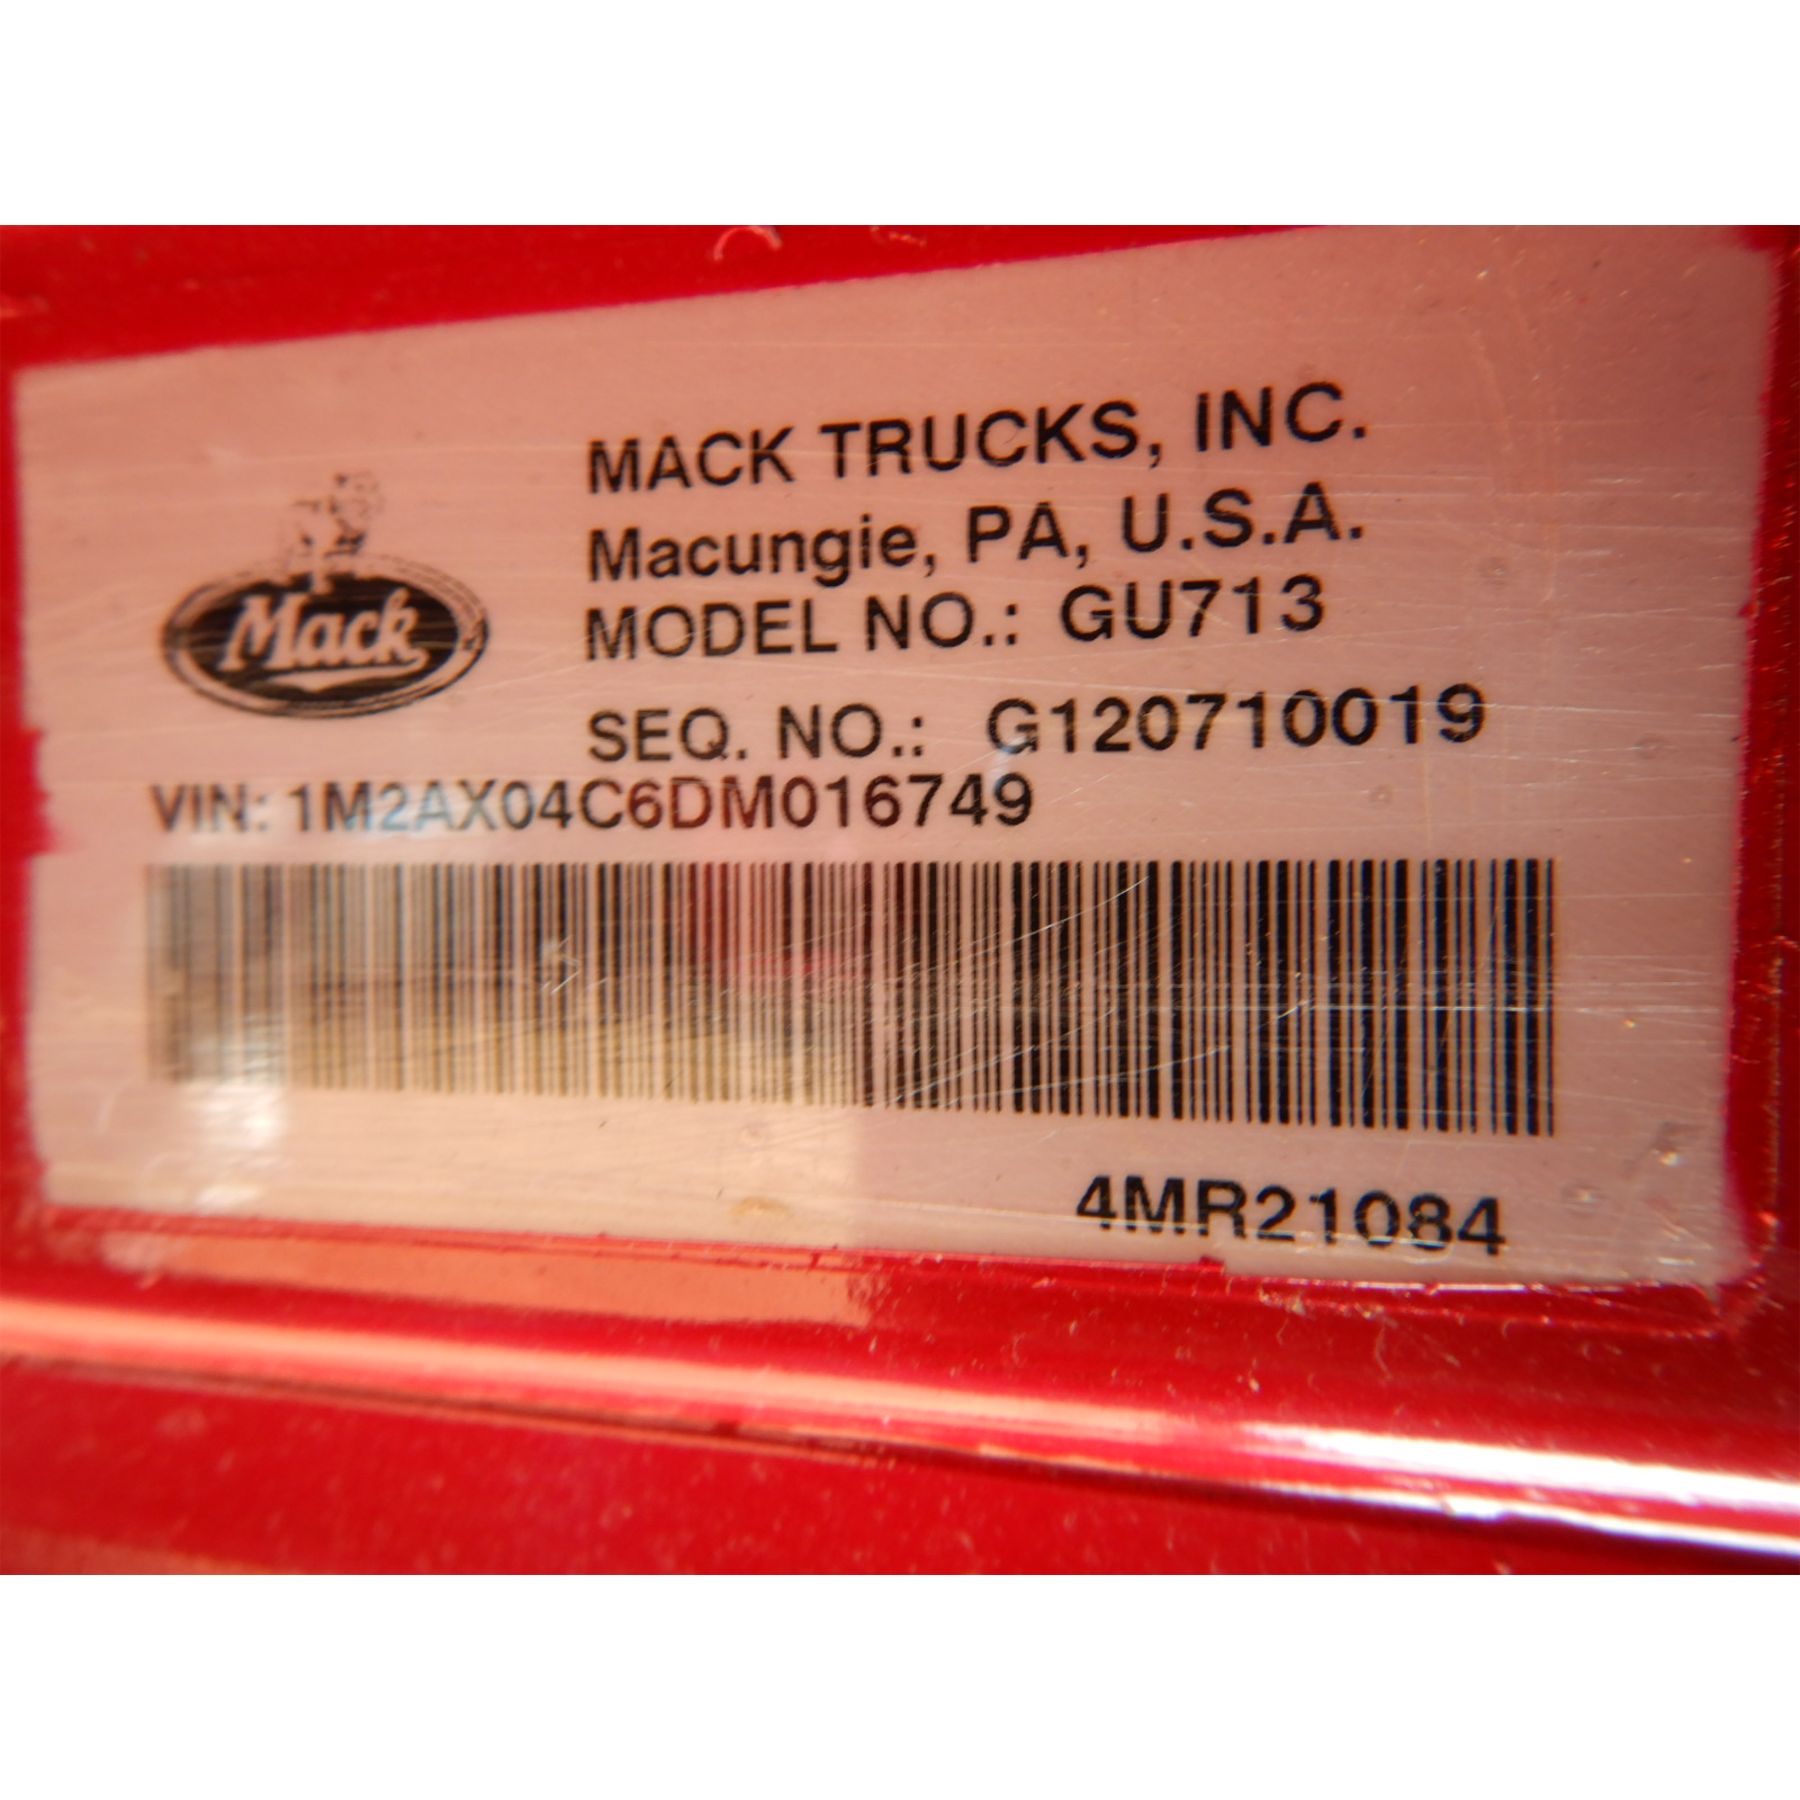 MACK TRUCKS, INC.
Macungie, PA, U.S.A.
Mack
MODEL NO.: GU713
SEQ. NO.: G120710019
VIN: 1M2AX04C6DM016749
4MR21084